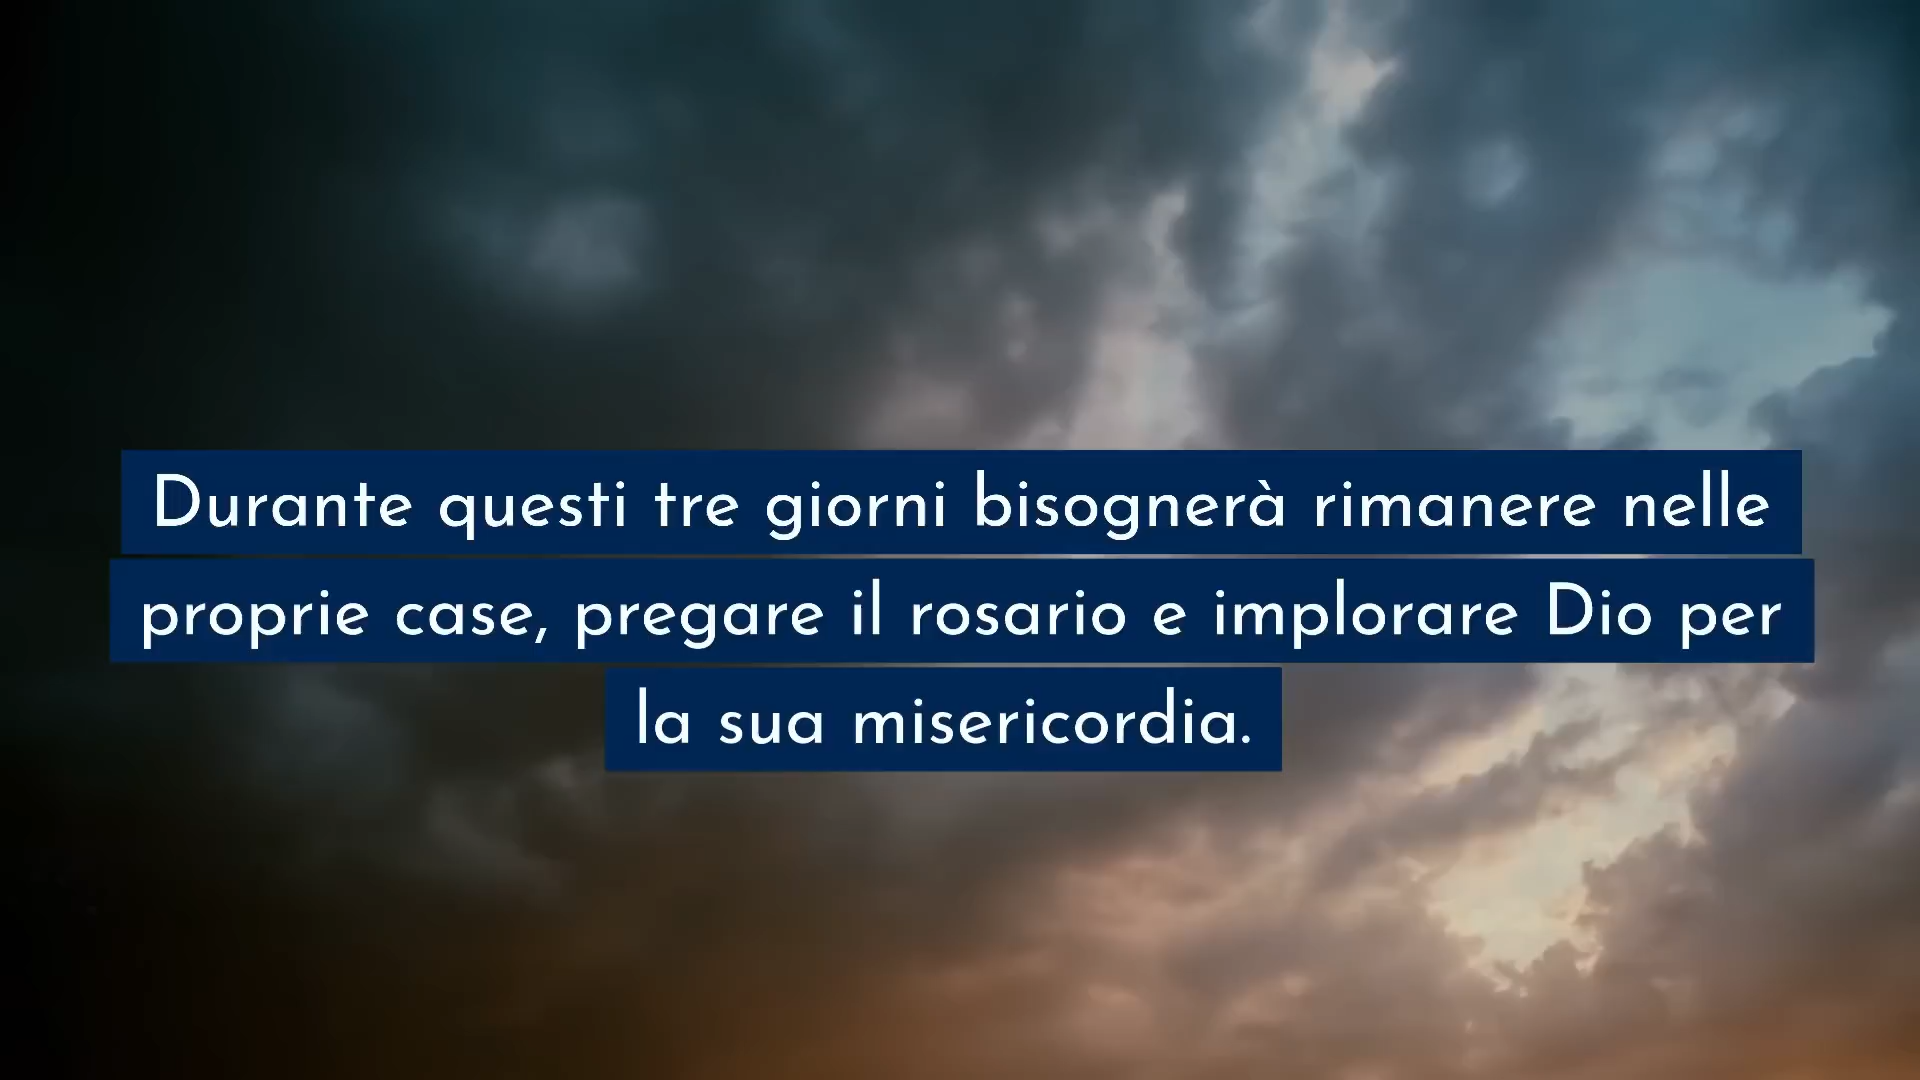 Durante questi tre giorni bisognerà rimanere nelle
proprie case, pregare il rosario e implorare Dio per
la sua misericordia.